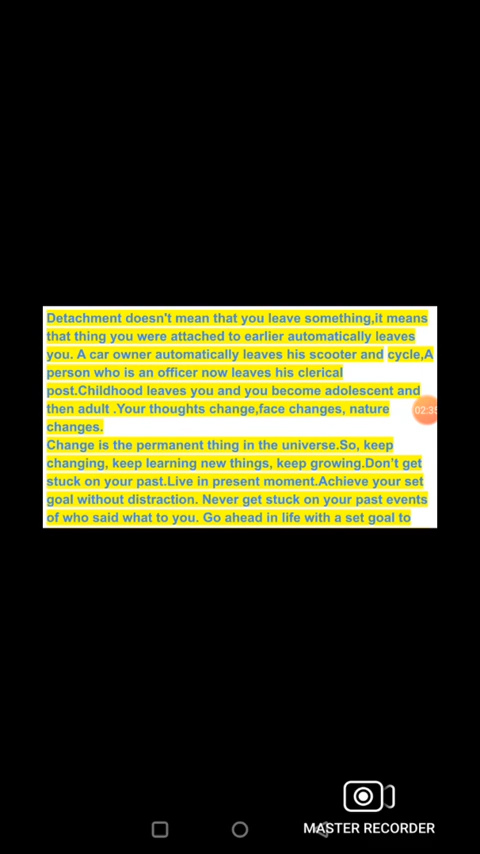 Detachment doesn't mean that you leave something,it means
that thing you were attached to earlier automatically leaves
you. A car owner automatically leaves his scooter and cycle,A
person who is an officer now leaves his clerical
post.Childhood leaves you and you become adolescent and
then adult .Your thoughts change,face changes, nature
02:35
changes.
Change is the permanent thing in the universe.So, keep
changing, keep learning new things, keep growing.Don't get
stuck on your past.Live in present moment.Achieve your set
goal without distraction. Never get stuck on your past events
of who said what to you. Go ahead in life with a set goal to
MASTER RECORDER